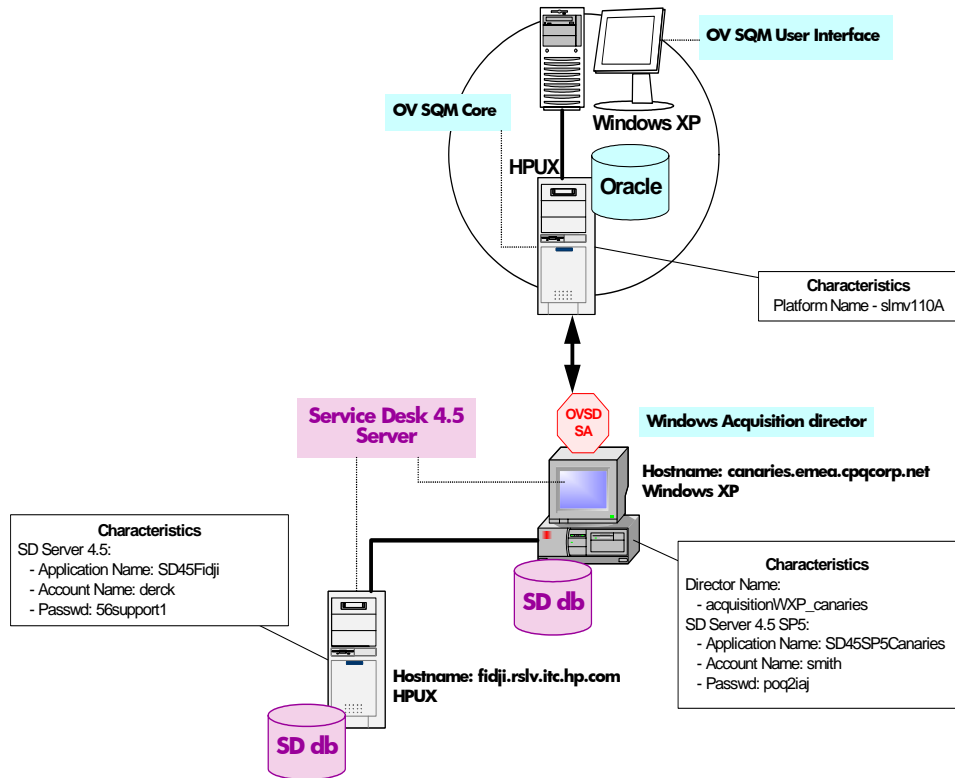 OV SQM User Interface
OV SQM Core
Windows XP
HPUX
Oracle
Characteristics
Platform Name - slmv110A
OVSD
SA
Service Desk 4.5
Server
Windows Acquisition director
Hostname: canaries.emea.cpqcorp.net
Windows XP
Characteristics
SD Server 4.5:
- Application Name: SD45Fidji
- Account Name: derck
- Passwd: 56support1
Characteristics
Director Name:
- acquisitionWXP_canaries
SD Server 4.5 SP5:
- Application Name: SD45SP5Canaries
- Account Name: smith
- Passwd: poq2iaj
SD db
Hostname: fidji.rslv.itc.hp.com
HPUX
SD db